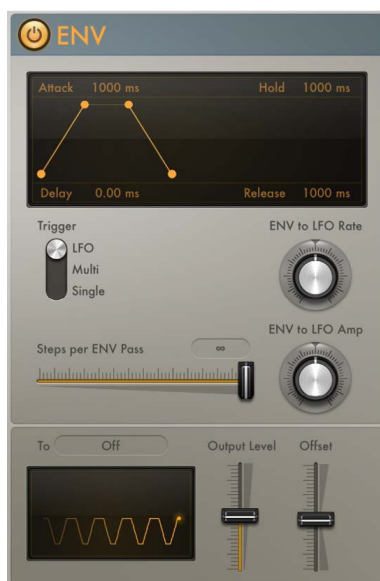 ENV
Attack 1000 ms Hold 1000 ms
Delay 0.00 ms Release 1000 ms
Trigger
LFO
Multi
Single
ENV to LFO Rate
Steps per ENV Pass ∞
ENV to LFO Amp
To Off
Output Level
Offset